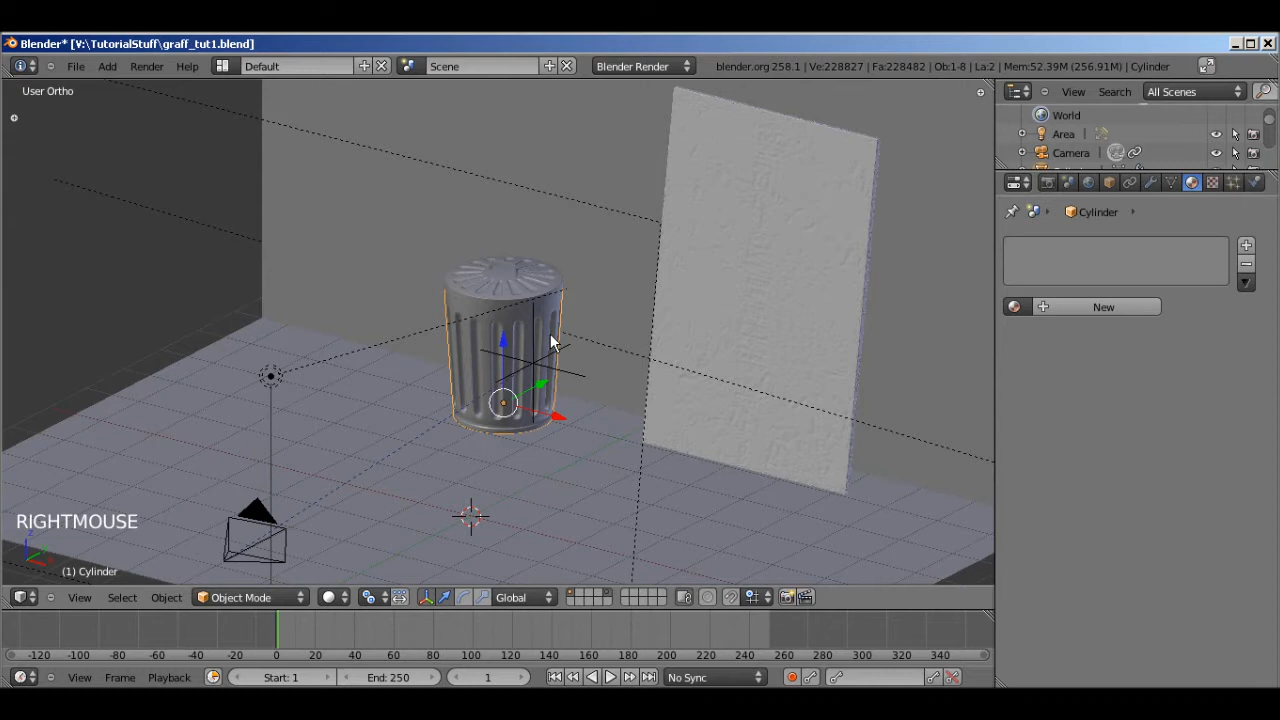 Blender* [V:\TutorialStuff\graff_tut1.blend]
File Add Render Help Default Scene Blender Render blender.org 258.1 | Ve:228827 | Fa:228482 | Ob:1-8 | La:2 | Mem:52.39M (256.91M) | Cylinder
User Ortho
View Search All Scenes
World
Area
Camera
Cylinder
New
RIGHTMOUSE
(1) Cylinder
View Select Object Object Mode Global
-120 -100 -80 -60 -40 -20 0 20 40 60 80 100 120 140 160 180 200 220 240 260 280 300 320 340
View Frame Playback Start: 1 End: 250 1 No Sync